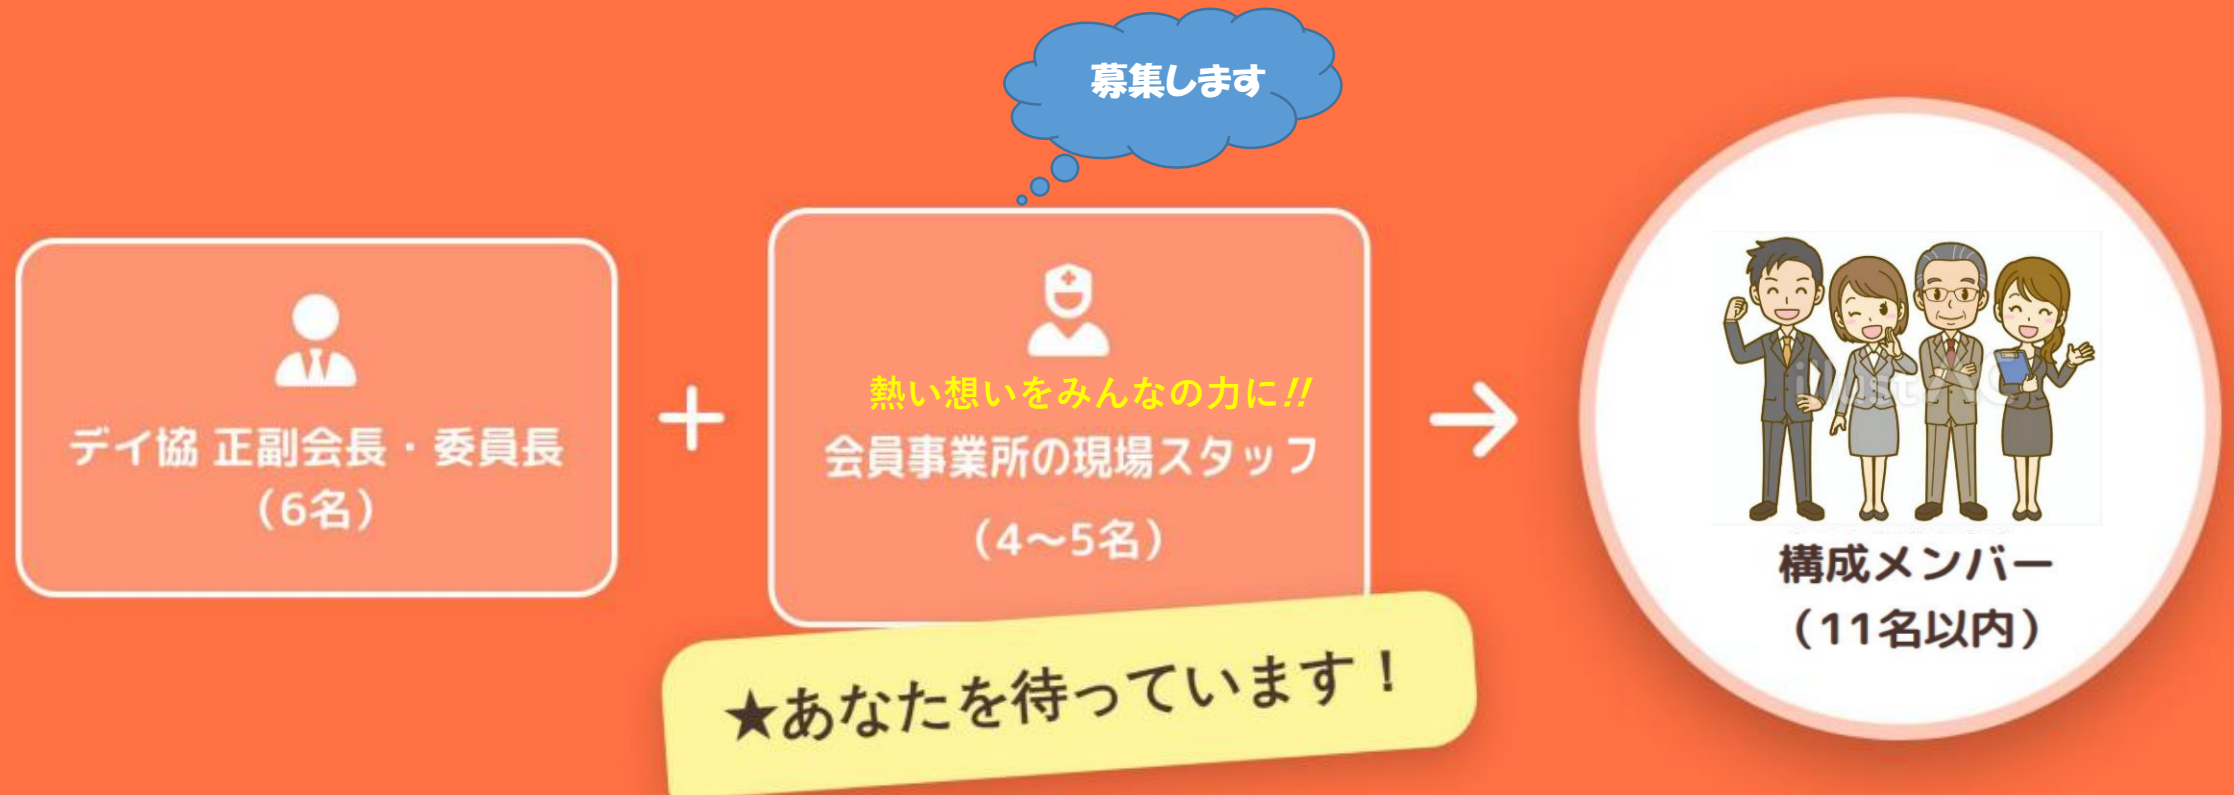 募集します
デイ協 正副会長・委員長
(6名)
+
熱い想いをみんなの力に!!
会員事業所の現場スタッフ
(4〜5名)
→
構成メンバー
(11名以内)
★あなたを待っています!